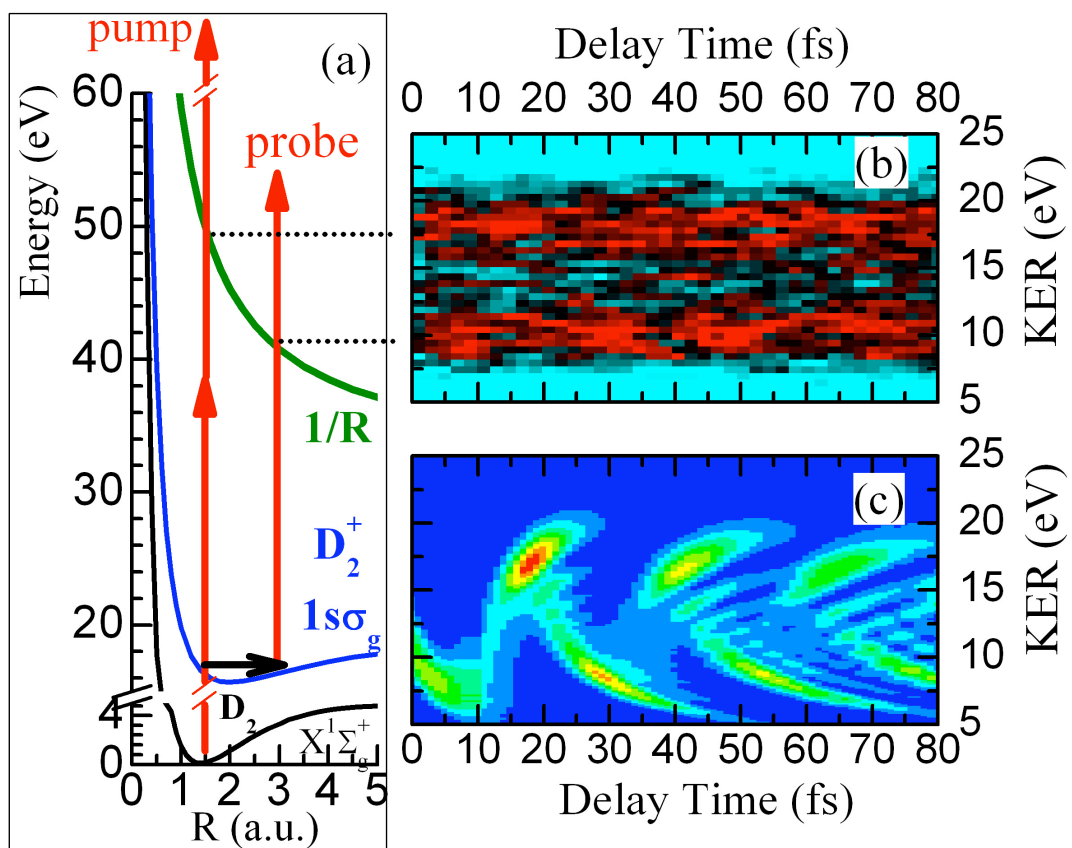 pump
(a)
60
50
40
30
20
4
0
Energy (eV)
probe
1/R
D₂⁺
1sσg
D₂
X¹Σg⁺
0 1 2 3 4 5
R (a.u.)
Delay Time (fs)
0 10 20 30 40 50 60 70 80
(b)
25
20
15
10
5
KER (eV)
(c)
25
20
15
10
5
KER (eV)
0 10 20 30 40 50 60 70 80
Delay Time (fs)